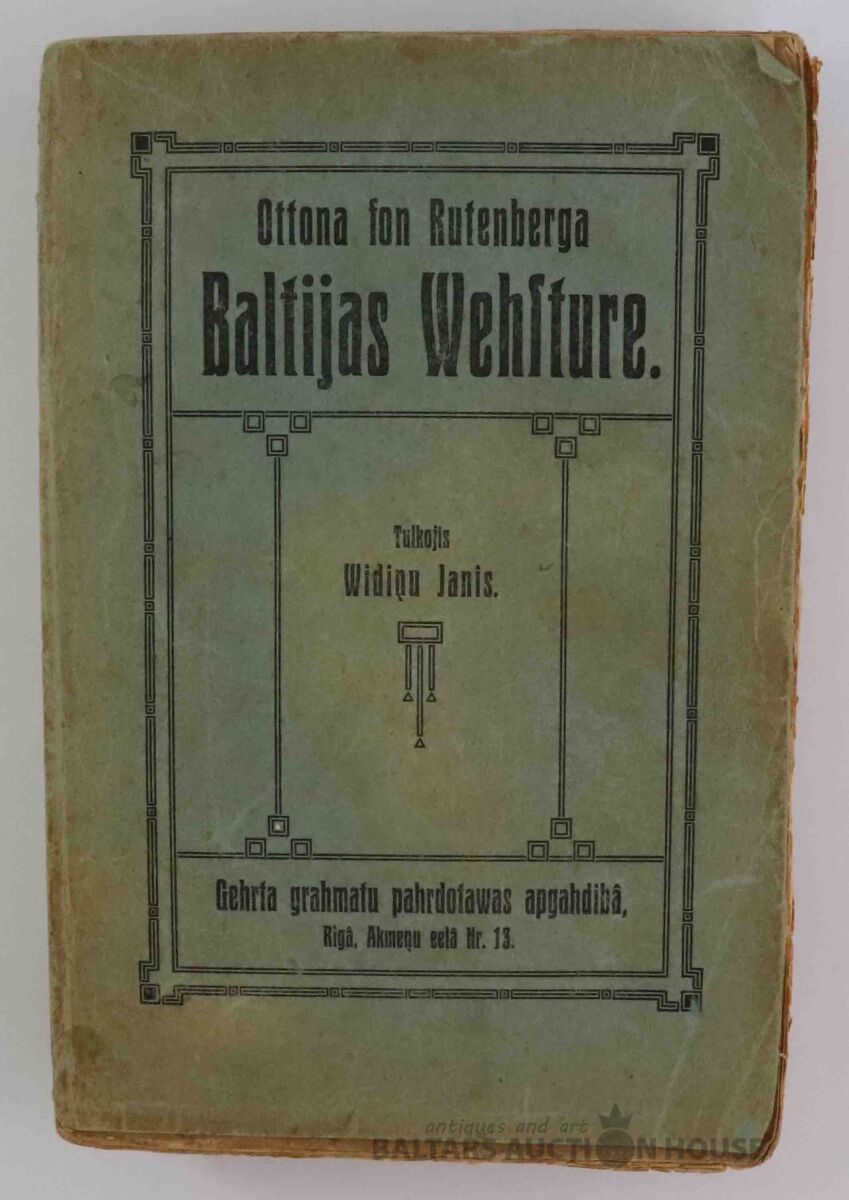 Ottona fon Rutenberga
Baltijas Wehſture.
Tulkojis
Widiņu Janis.
Gehrta grahmatu pahrdotawas apgahdibâ,
Rigâ, Akmeņu eelâ Nr. 13.
antiques and art
BALTARS AUCTION HOUSE